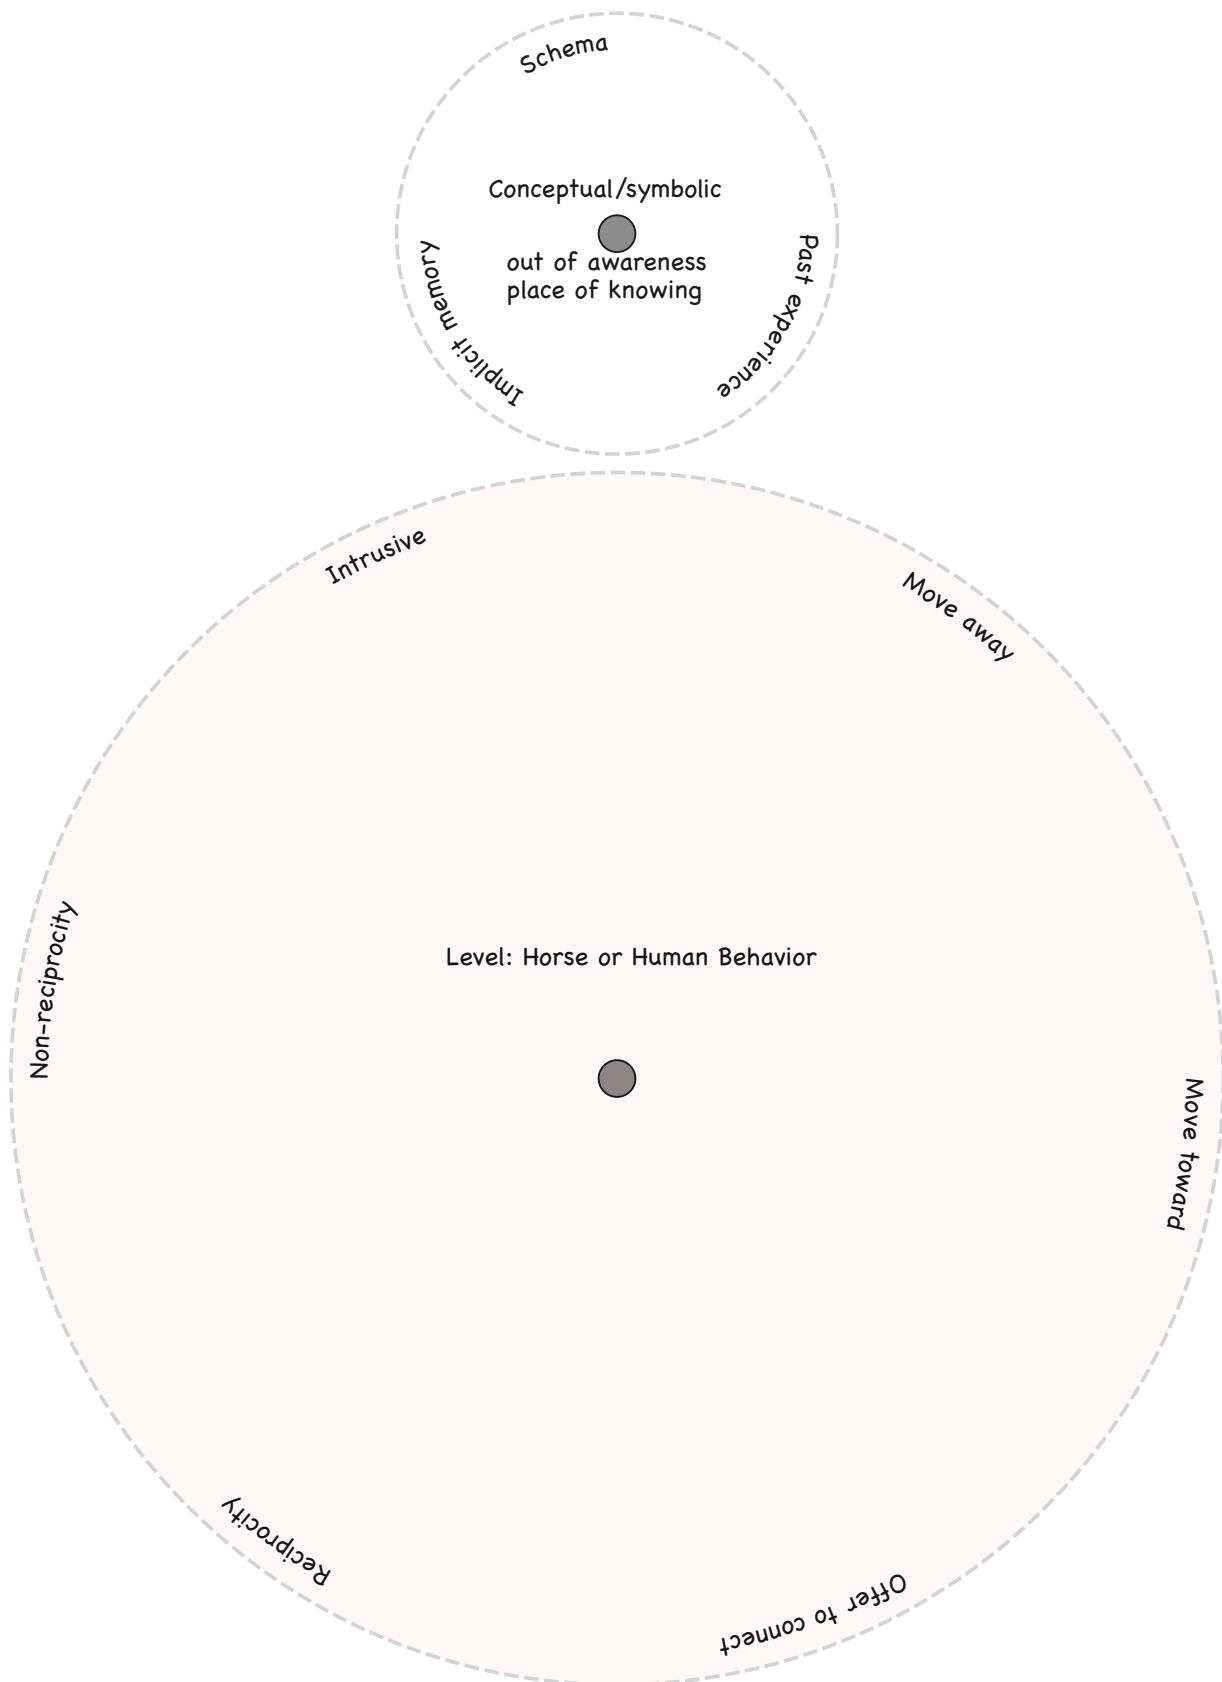 Schema
Conceptual/symbolic
out of awareness
place of knowing
Implicit memory
Past experience
Intrusive
Move away
Non-reciprocity
Level: Horse or Human Behavior
Move toward
Reciprocity
Offer to connect